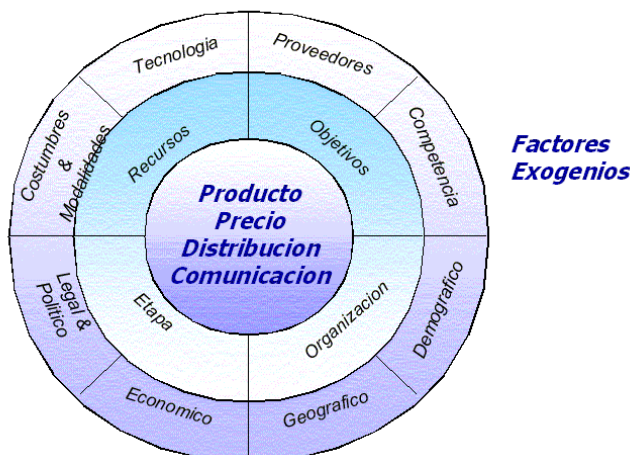 Tecnologia
Proveedores
Costumbres
&
Modalidades
Competencia
Recursos
Objetivos
Factores
Exogenios
Producto
Precio
Distribucion
Comunicacion
Legal &
Politico
Etapa
Organizacion
Demografico
Economico
Geografico